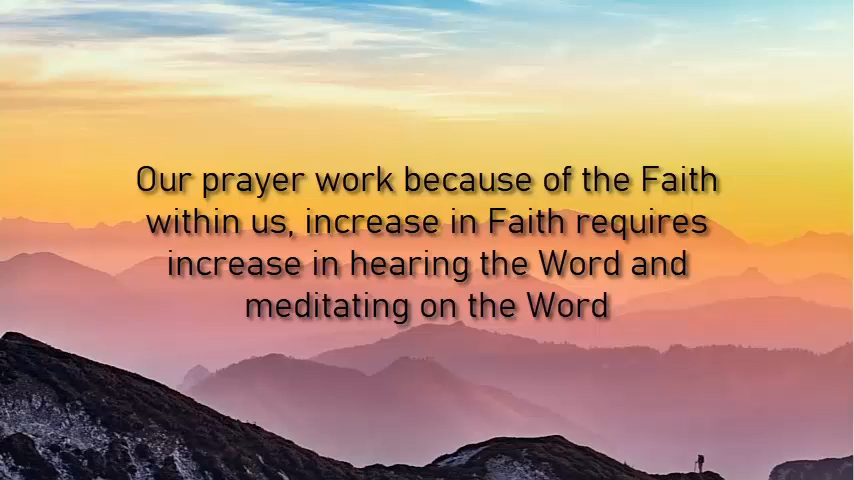 Our prayer work because of the Faith
within us, increase in Faith requires
increase in hearing the Word and
meditating on the Word